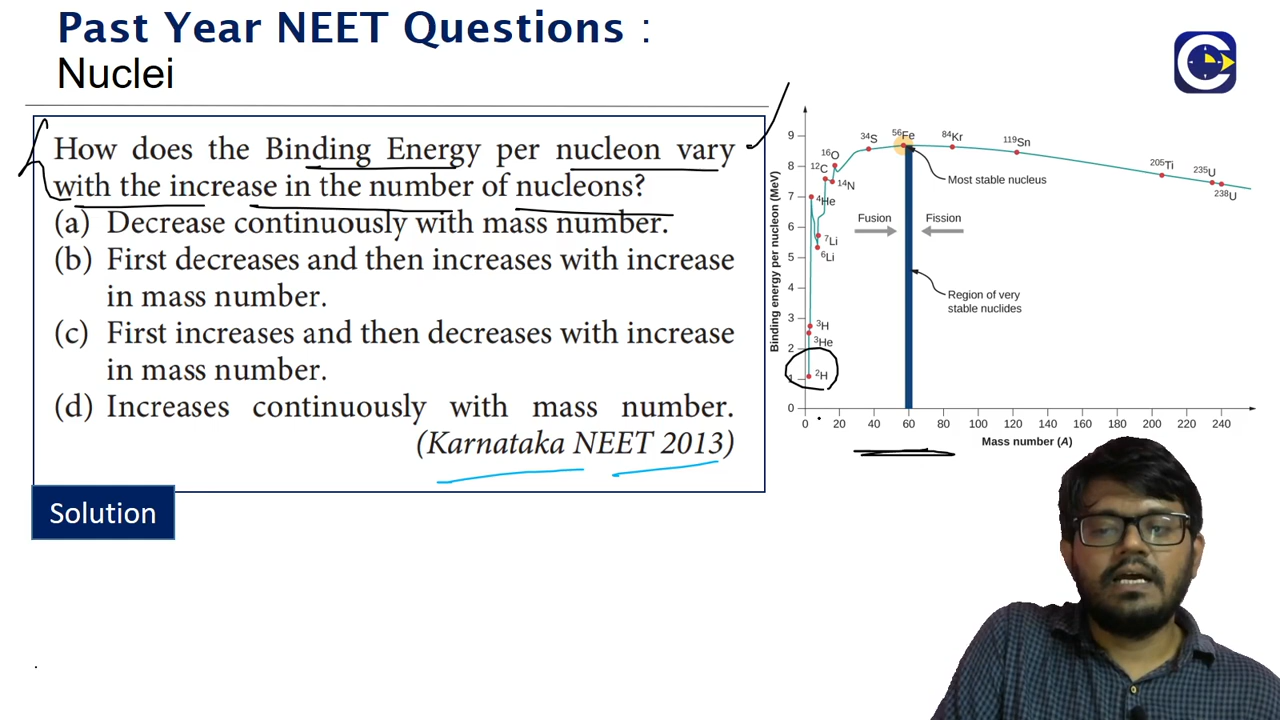 Past Year NEET Questions :
Nuclei
How does the Binding Energy per nucleon vary
with the increase in the number of nucleons?
(a) Decrease continuously with mass number.
(b) First decreases and then increases with increase
in mass number.
(c) First increases and then decreases with increase
in mass number.
(d) Increases continuously with mass number.
(Karnataka NEET 2013)
Solution
Binding energy per nucleon (MeV)
9
8
7
6
5
4
3
2
1
0
34S
56Fe
84Kr
119Sn
205Ti
235U
238U
16O
12C
14N
4He
7Li
6Li
3H
3He
2H
Most stable nucleus
Fusion
Fission
Region of very
stable nuclides
0 20 40 60 80 100 120 140 160 180 200 220 240
Mass number (A)